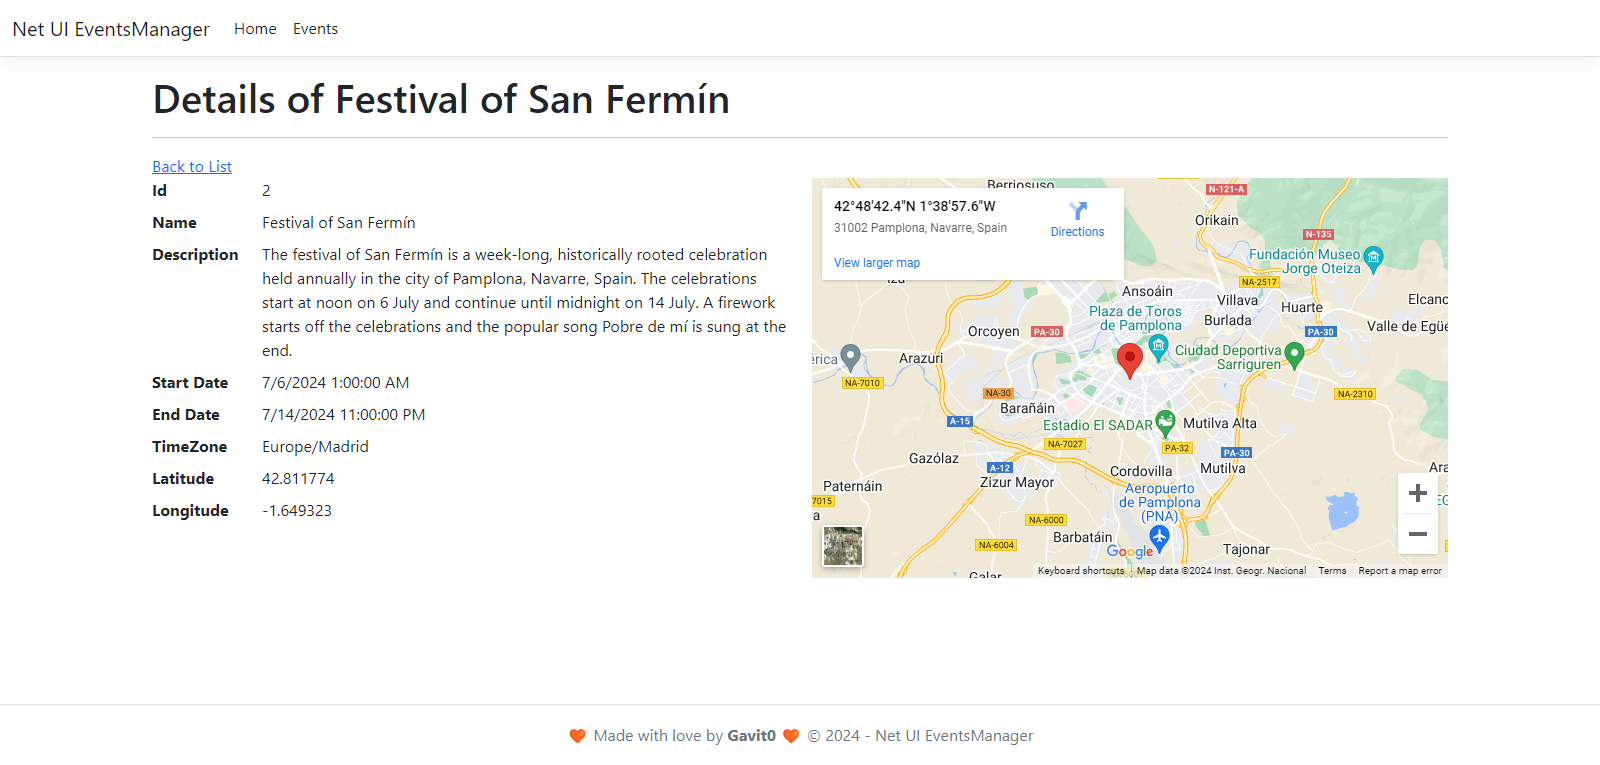 Net UI EventsManager Home Events
Details of Festival of San Fermín
Back to List
Id 2
Name Festival of San Fermín
Description The festival of San Fermín is a week-long, historically rooted celebration
held annually in the city of Pamplona, Navarre, Spain. The celebrations
start at noon on 6 July and continue until midnight on 14 July. A firework
starts off the celebrations and the popular song Pobre de mí is sung at the
end.
Start Date 7/6/2024 1:00:00 AM
End Date 7/14/2024 11:00:00 PM
TimeZone Europe/Madrid
Latitude 42.811774
Longitude -1.649323
Berriosuso
42°48'42.4"N 1°38'57.6"W
31002 Pamplona, Navarre, Spain
Directions
View larger map
N-121-A
Orikain
N-135
Fundación Museo
Jorge Oteiza
NA-2517
Ansoáin
Villava
Elcano
Plaza de Toros
de Pamplona
Huarte
Burlada
Orcoyen
PA-30
PA-30
Valle de Egüé
érica
Arazuri
Ciudad Deportiva
Sarriguren
NA-7010
NA-30
NA-2310
Barañáin
A-15
Estadio El SADAR
Mutilva Alta
NA-7027
PA-32
PA-30
Gazólaz
A-12
Cordovilla
Mutilva
Zizur Mayor
Paternáin
Aeropuerto
de Pamplona
(PNA)
7015
NA-6000
Barbatáin
NA-6004
Google
Tajonar
Galar
Keyboard shortcuts Map data ©2024 Inst. Geogr. Nacional Terms Report a map error
Made with love by Gavit0 © 2024 - Net UI EventsManager